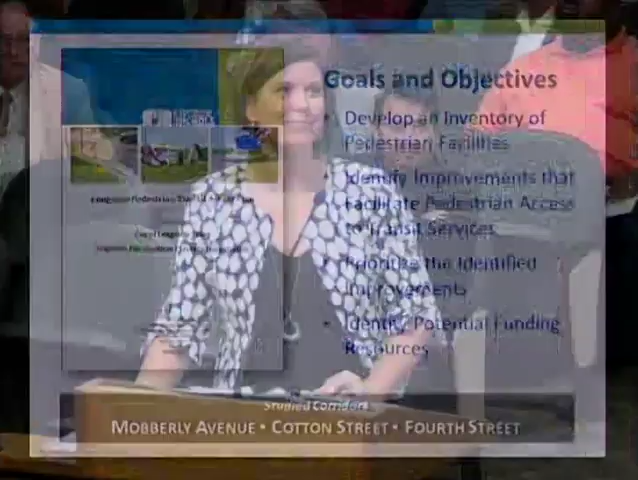 Goals and Objectives
• Develop an Inventory of
Pedestrian Facilities
• Identify Improvements that
Facilitate Pedestrian Access
to Transit Services
• Prioritize the Identified
Improvements
• Identify Potential Funding
Resources
Studied Corridors
MOBBERLY AVENUE • COTTON STREET • FOURTH STREET